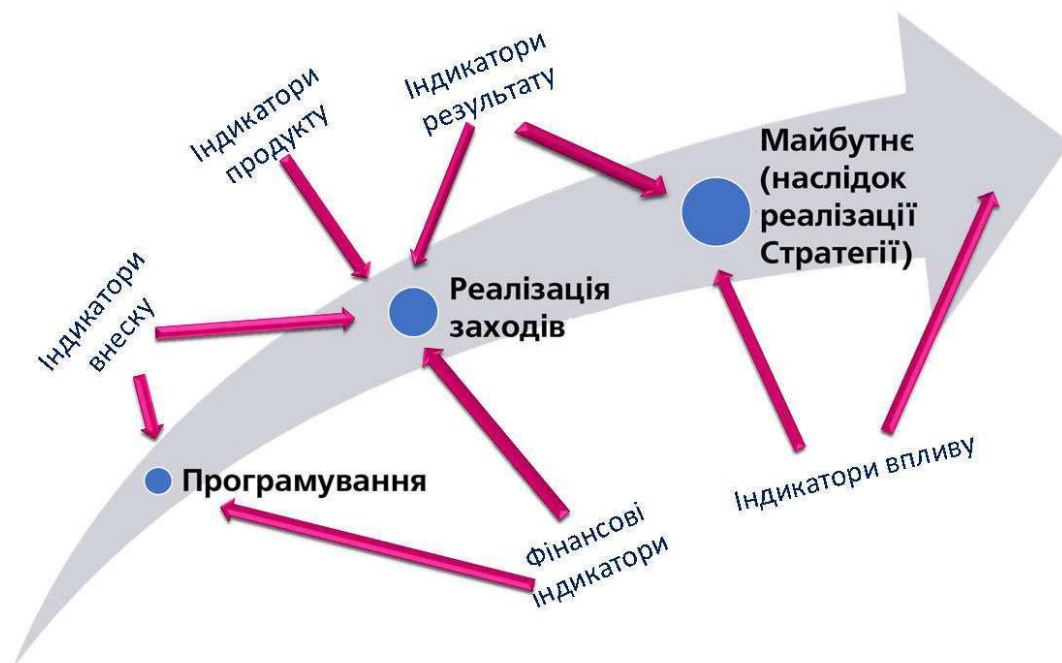 Індикатори
продукту
Індикатори
результату
Майбутнє
(наслідок
реалізації
Стратегії)
Індикатори
внеску
Реалізація
заходів
Програмування
Фінансові
індикатори
Індикатори впливу